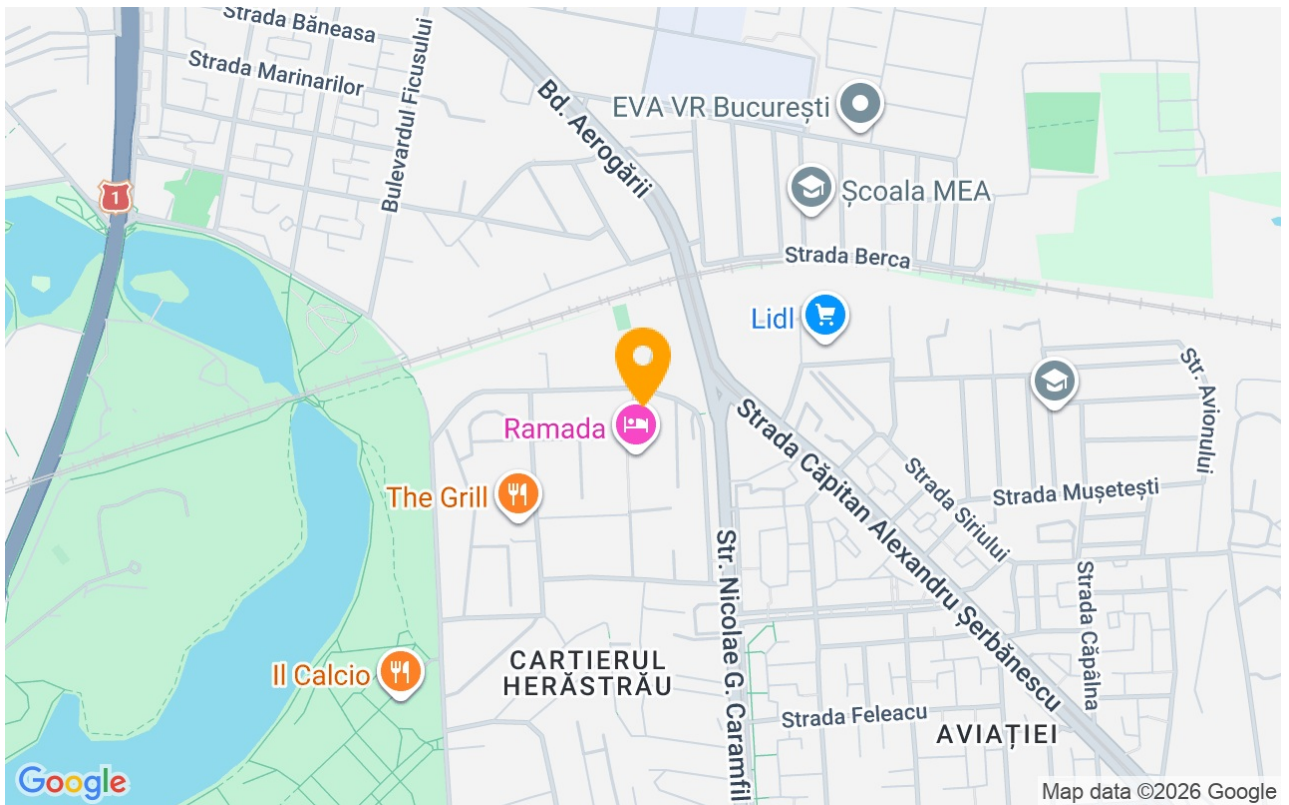 Strada Băneasa
Strada Marinarilor
Bulevardul Ficusului
Bd. Aerogării
EVA VR București
Școala MEA
1
Strada Berca
Lidl
Str. Avionului
Ramada
The Grill
Strada Căpitan Alexandru Șerbănescu
Strada Siriului
Strada Mușetești
Str. Nicolae G. Caramfil
Strada Căpâlna
Il Calcio
CARTIERUL
HERĂSTRĂU
Strada Feleacu
AVIAȚIEI
Google
Map data ©2026 Google